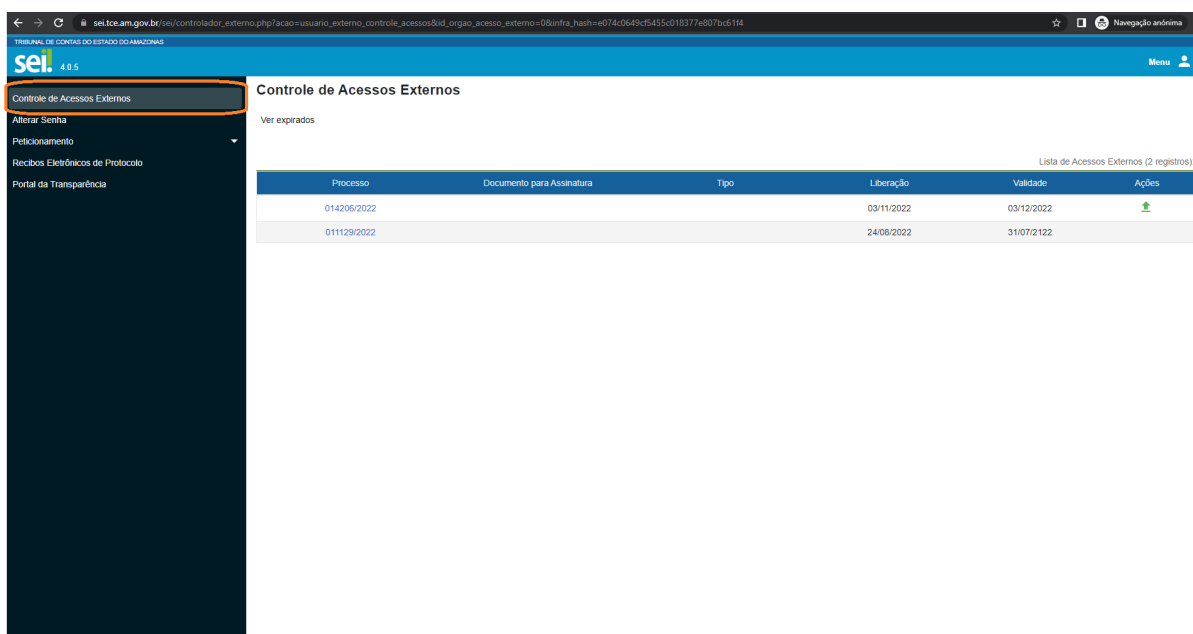 sei.tce.am.gov.br/sei/controlador_externo.php?acao=usuario_externo_controle_acessos&id_orgao_acesso_externo=0&infra_hash=e074c0649cf5455c018377e807bc61f4
Navegação anônima
TRIBUNAL DE CONTAS DO ESTADO DO AMAZONAS
sei! 4.0.5
Menu
Controle de Acessos Externos
Alterar Senha
Peticionamento
Recibos Eletrônicos de Protocolo
Portal da Transparência
Controle de Acessos Externos
Ver expirados
Lista de Acessos Externos (2 registros):
Processo Documento para Assinatura Tipo Liberação Validade Ações
014206/2022 03/11/2022 03/12/2022
011129/2022 24/08/2022 31/07/2122